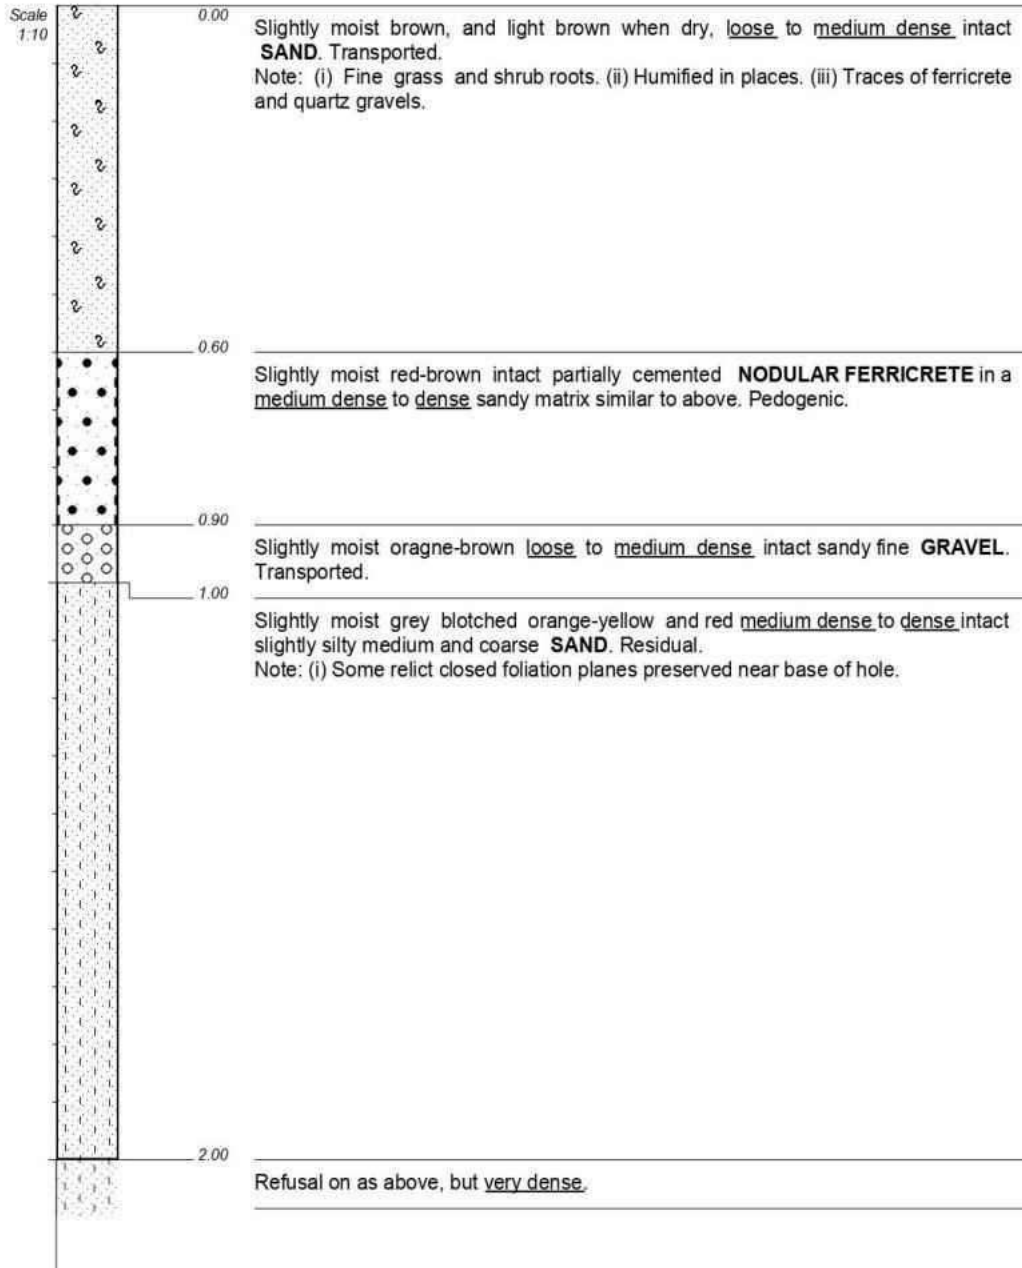 Scale
1:10
0.00
Slightly moist brown, and light brown when dry, loose to medium dense intact
SAND. Transported.
Note: (i) Fine grass and shrub roots. (ii) Humified in places. (iii) Traces of ferricrete
and quartz gravels.
0.60
Slightly moist red-brown intact partially cemented NODULAR FERRICRETE in a
medium dense to dense sandy matrix similar to above. Pedogenic.
0.90
Slightly moist oragne-brown loose to medium dense intact sandy fine GRAVEL.
Transported.
1.00
Slightly moist grey blotched orange-yellow and red medium dense to dense intact
slightly silty medium and coarse SAND. Residual.
Note: (i) Some relict closed foliation planes preserved near base of hole.
2.00
Refusal on as above, but very dense.